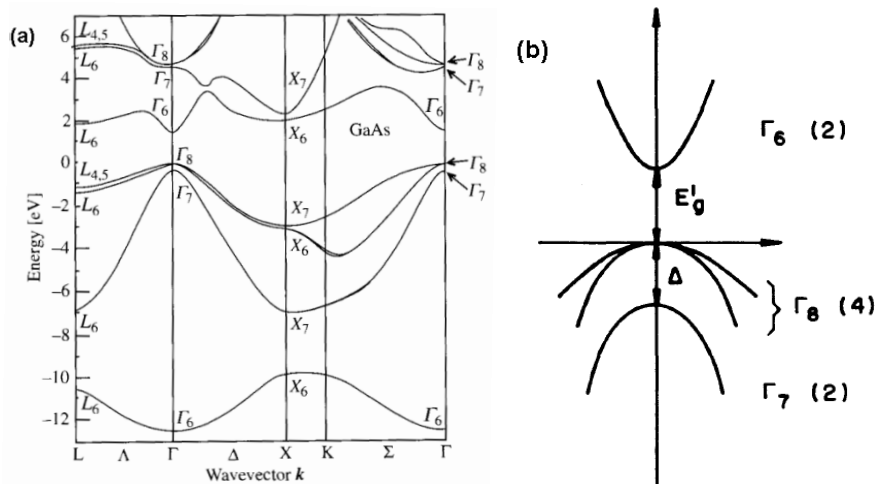 (a)
Energy [eV]
6
4
2
0
−2
−4
−6
−8
−10
−12
L₄,₅
L₆
Γ₈
Γ₇
Γ₆
L₆
X₇
X₆
GaAs
Γ₈
Γ₇
Γ₆
L₄,₅
L₆
Γ₈
Γ₇
X₇
X₆
Γ₈
Γ₇
L₆
X₇
L₆
Γ₆
X₆
Γ₆
L Λ Γ Δ X K Σ Γ
Wavevector k
(b)
Γ₆ (2)
E'g
Δ
Γ₈ (4)
Γ₇ (2)